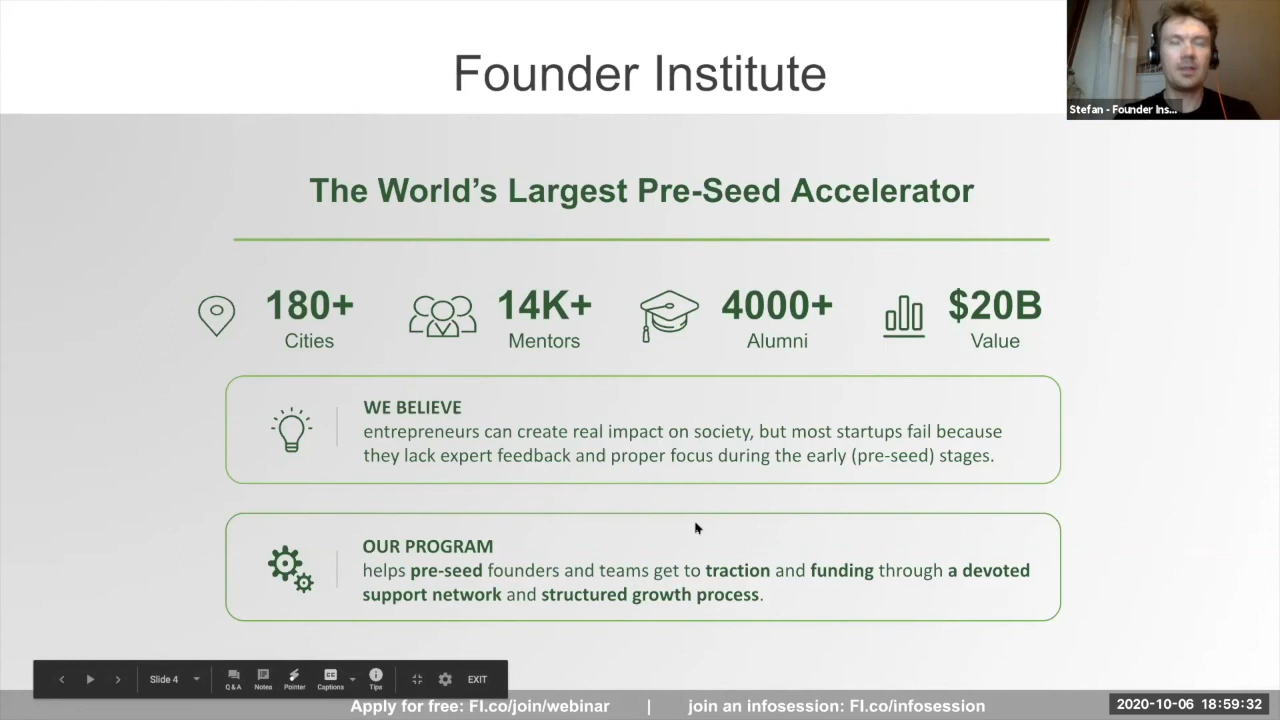 Founder Institute
Stefan - Founder Ins...
The World's Largest Pre-Seed Accelerator
180+
Cities
14K+
Mentors
4000+
Alumni
$20B
Value
WE BELIEVE
entrepreneurs can create real impact on society, but most startups fail because
they lack expert feedback and proper focus during the early (pre-seed) stages.
OUR PROGRAM
helps pre-seed founders and teams get to traction and funding through a devoted
support network and structured growth process.
Slide 4
Q & A
Notes
Pointer
CC
Captions
Tips
EXIT
Apply for free: FI.co/join/webinar | join an infosession: FI.co/infosession
2020-10-06 18:59:32